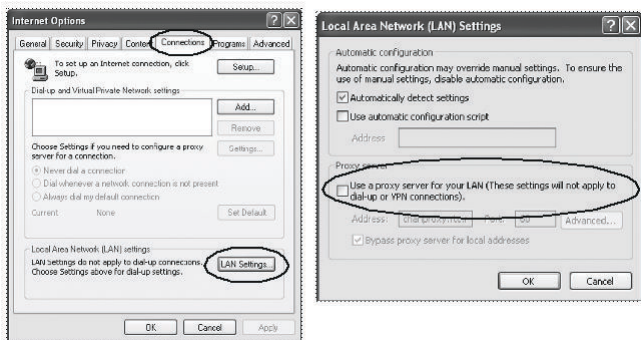 Internet Options
General Security Privacy Content Connections Programs Advanced
To set up an Internet connection, click
Setup.
Setup...
Dial-up and Virtual Private Network settings
Add...
Remove
Choose Settings if you need to configure a proxy
server for a connection.
Settings...
Never dial a connection
Dial whenever a network connection is not present
Always dial my default connection
Current None
Set Default
Local Area Network (LAN) settings
LAN Settings do not apply to dial-up connections.
Choose Settings above for dial-up settings.
LAN Settings...
OK Cancel Apply
Local Area Network (LAN) Settings
Automatic configuration
Automatic configuration may override manual settings. To ensure the
use of manual settings, disable automatic configuration.
Automatically detect settings
Use automatic configuration script
Address
Proxy server
Use a proxy server for your LAN (These settings will not apply to
dial-up or VPN connections).
Address: Port: 80 Advanced...
Bypass proxy server for local addresses
OK Cancel